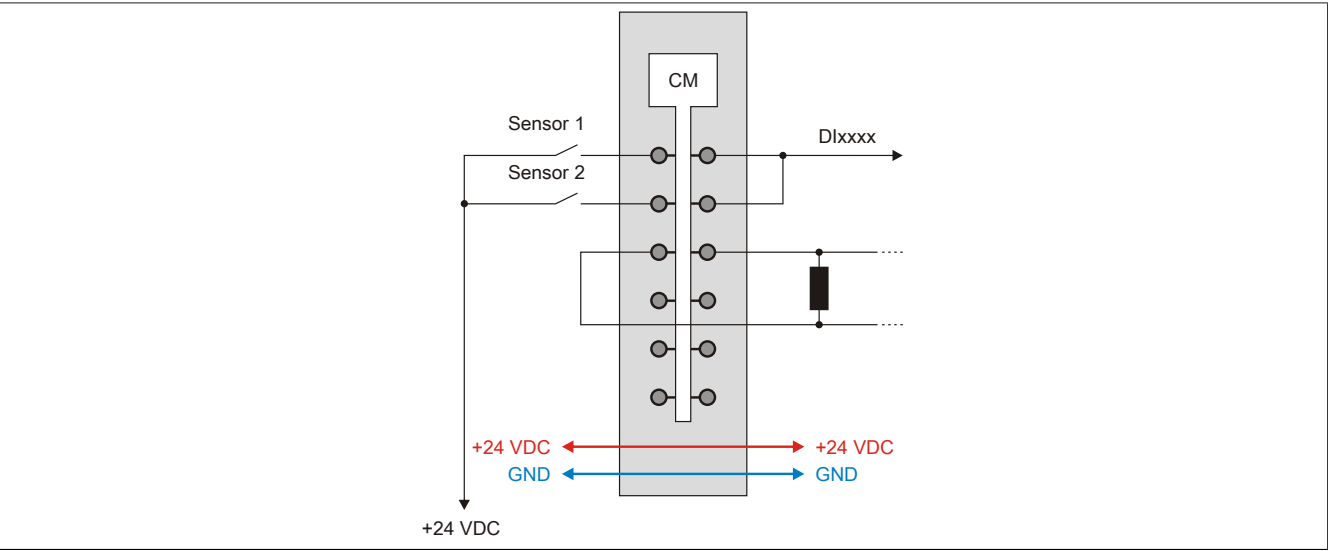 CM
Sensor 1
DIxxxx
Sensor 2
+24 VDC
+24 VDC
GND
GND
+24 VDC